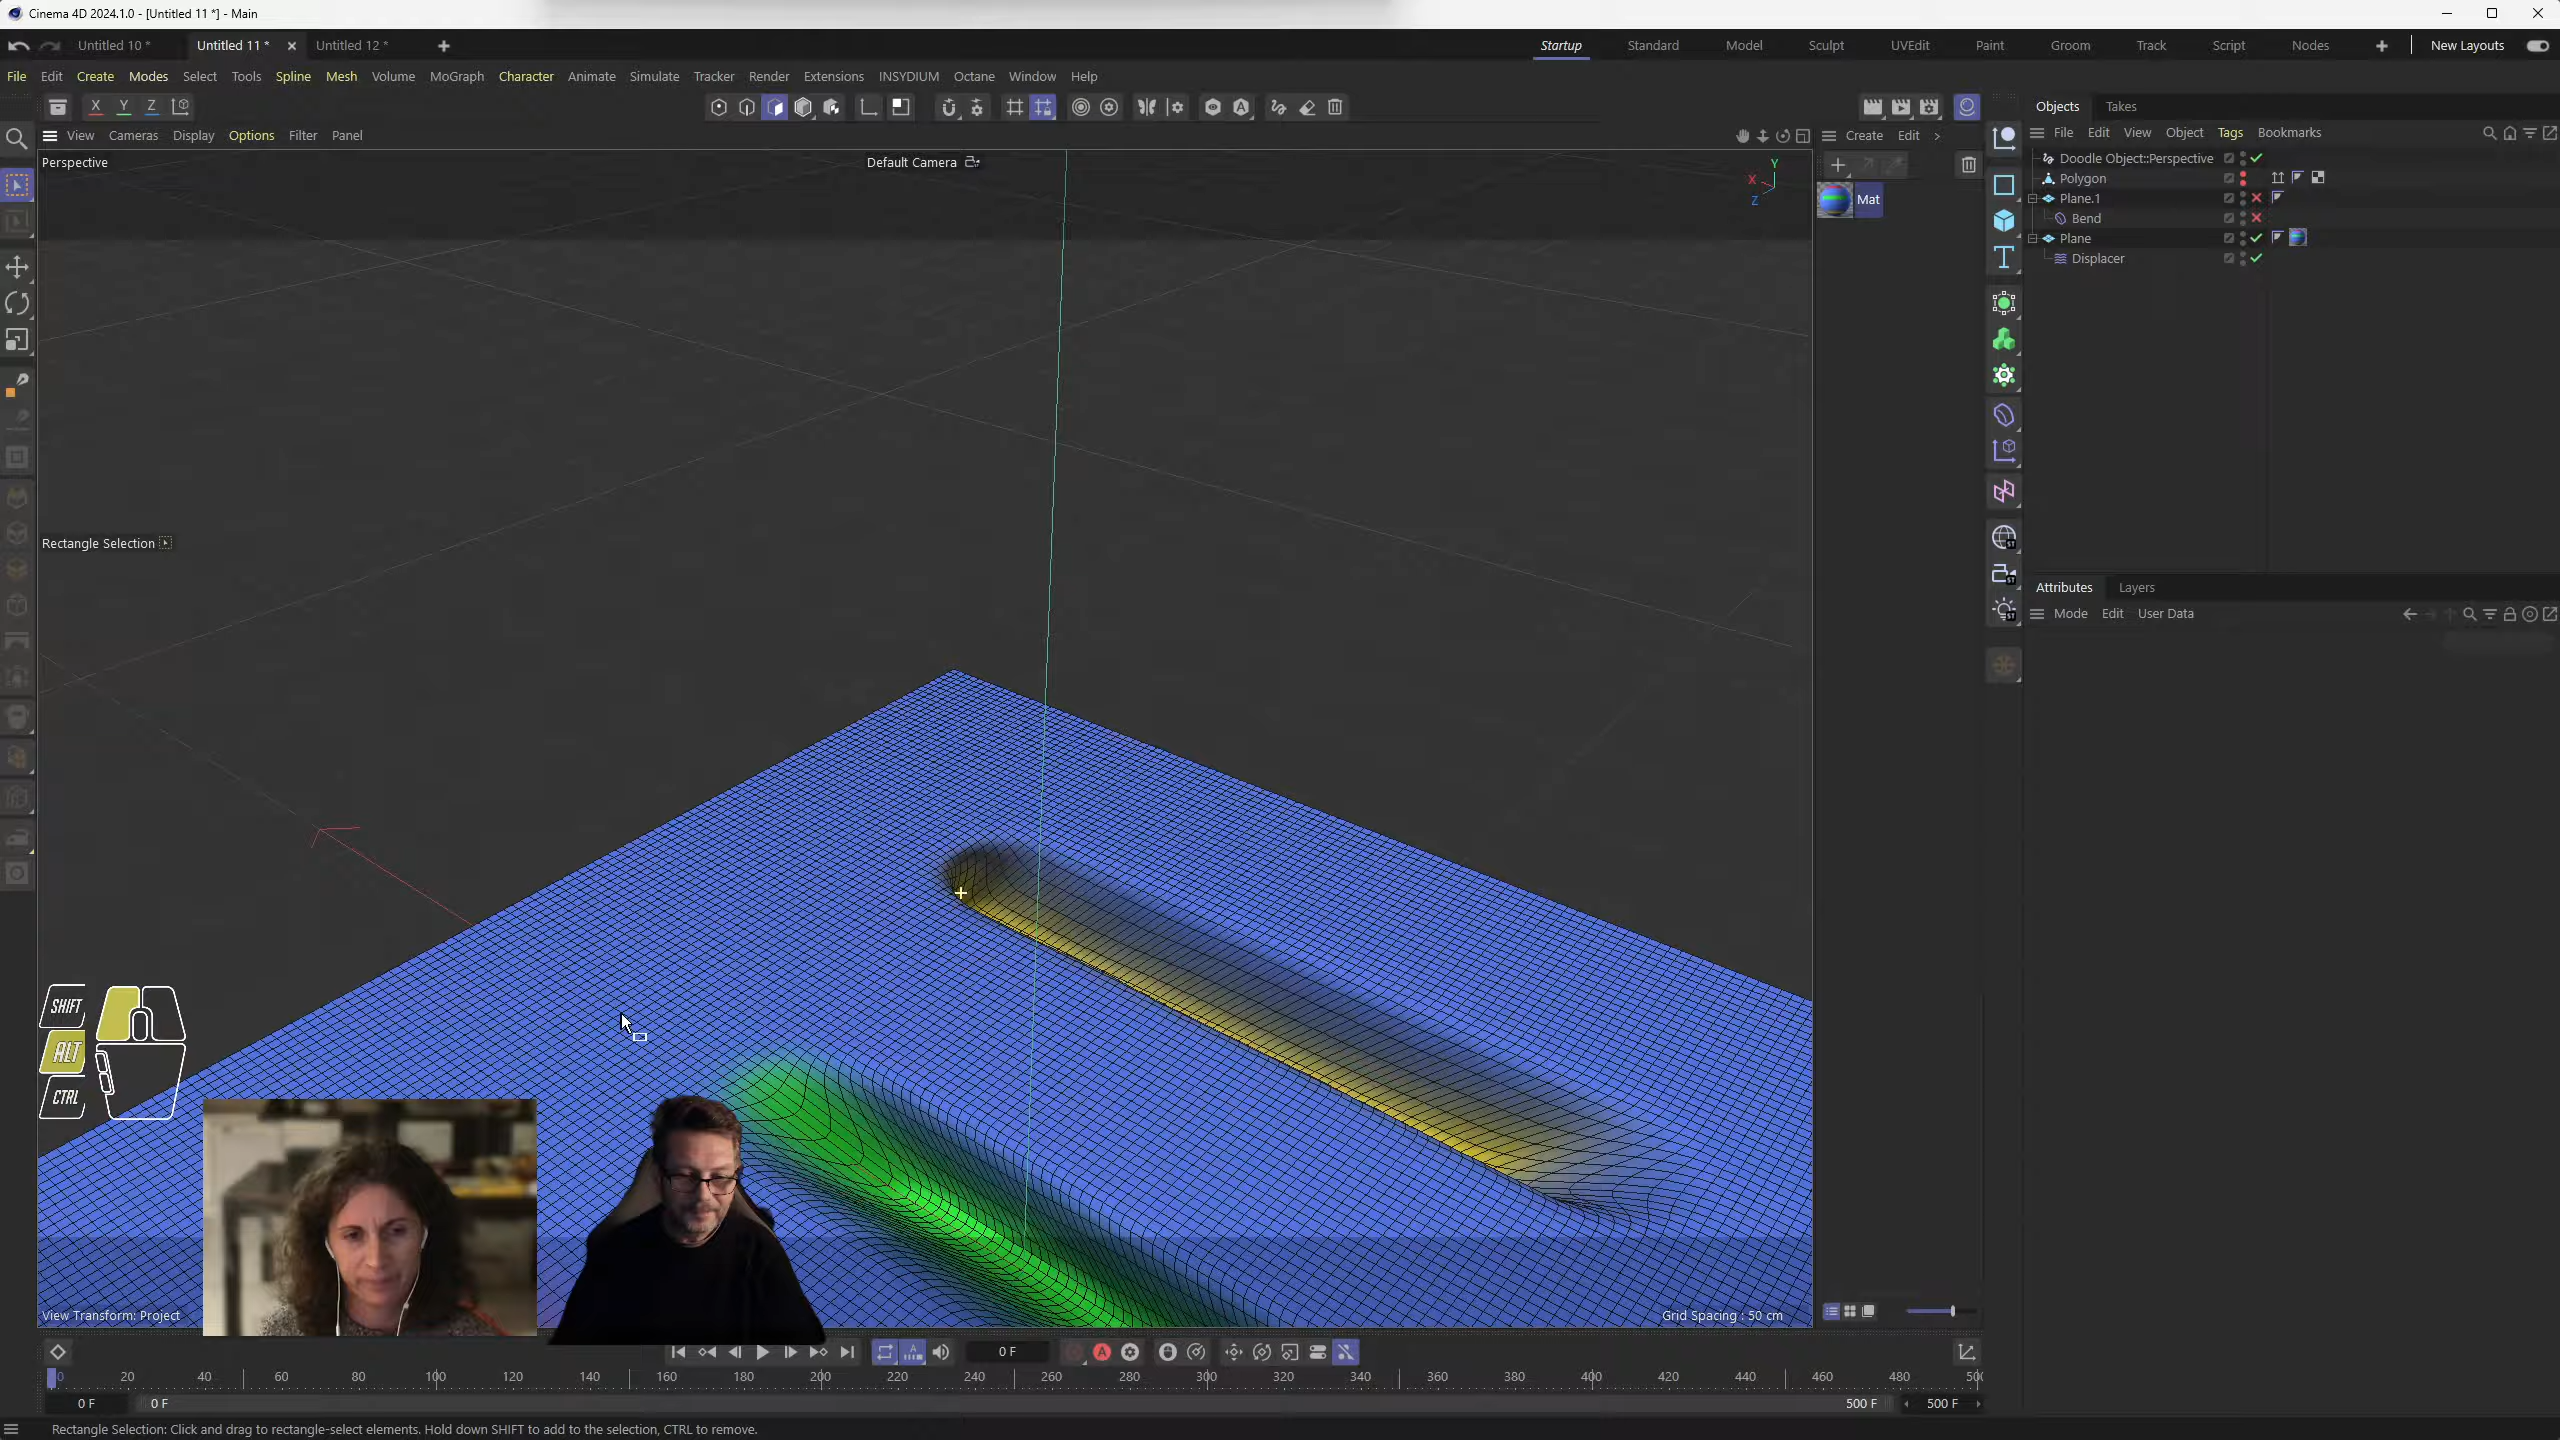 Cinema 4D 2024.1.0 - [Untitled 11 *] - Main
Untitled 10 *
Untitled 11 *
Untitled 12 *
Startup
Standard
Model
Sculpt
UVEdit
Paint
Groom
Track
Script
Nodes
New Layouts
File Edit Create Modes Select Tools Spline Mesh Volume MoGraph Character Animate Simulate Tracker Render Extensions INSYDIUM Octane Window Help
X Y Z
View Cameras Display Options Filter Panel
Create Edit
Objects Takes
File Edit View Object Tags Bookmarks
Perspective
Default Camera
Y
X
Z
Mat
Doodle Object::Perspective
Polygon
Plane.1
Bend
Plane
Displacer
Rectangle Selection
Attributes Layers
Mode Edit User Data
SHIFT
ALT
CTRL
View Transform: Project
Grid Spacing : 50 cm
0 F
0 20 40 60 80 100 120 140 160 180 200 220 240 260 280 300 320 340 360 380 400 420 440 460 480
0 F
0 F
500 F
500 F
Rectangle Selection: Click and drag to rectangle-select elements. Hold down SHIFT to add to the selection, CTRL to remove.